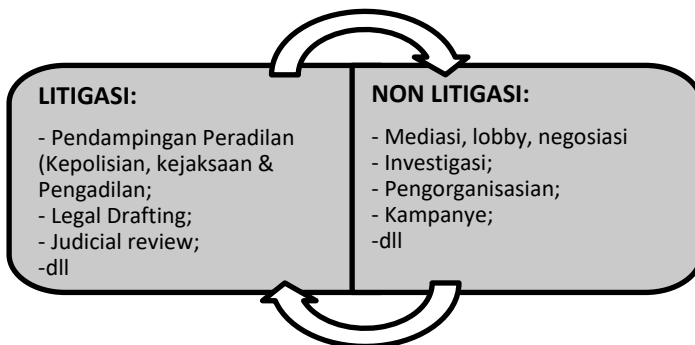 LITIGASI:
- Pendampingan Peradilan
(Kepolisian, kejaksaan &
Pengadilan;
- Legal Drafting;
- Judicial review;
-dll
NON LITIGASI:
- Mediasi, lobby, negosiasi
- Investigasi;
- Pengorganisasian;
- Kampanye;
-dll